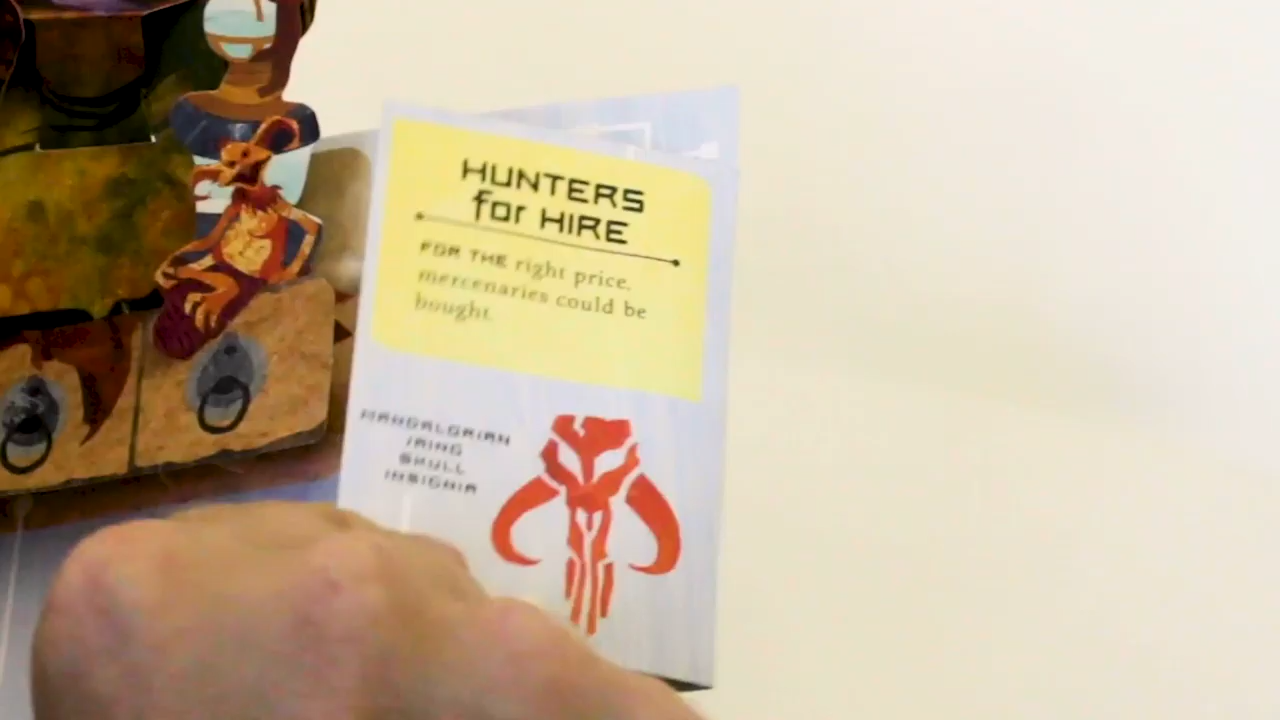 HUNTERS
for HIRE
FOR THE right price,
mercenaries could be
bought.
MANDALORIAN
JAING
SKULL
INSIGNIA